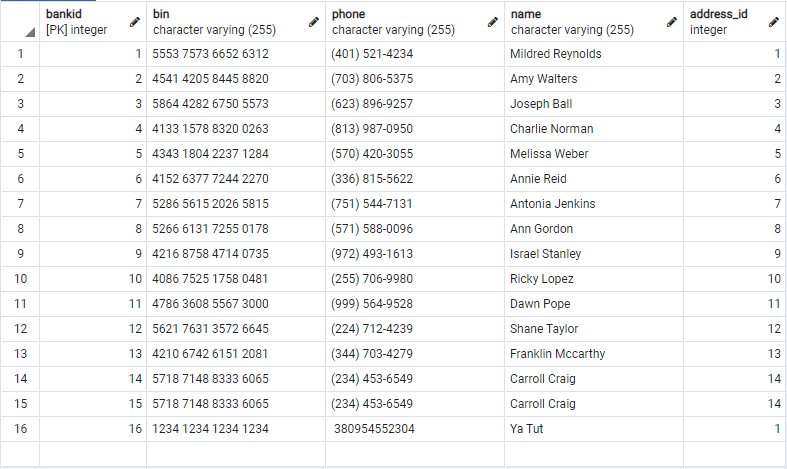 bankid bin phone name address_id
[PK] integer character varying (255) character varying (255) character varying (255) integer
1 1 5553 7573 6652 6312 (401) 521-4234 Mildred Reynolds 1
2 2 4541 4205 8445 8820 (703) 806-5375 Amy Walters 2
3 3 5864 4282 6750 5573 (623) 896-9257 Joseph Ball 3
4 4 4133 1578 8320 0263 (813) 987-0950 Charlie Norman 4
5 5 4343 1804 2237 1284 (570) 420-3055 Melissa Weber 5
6 6 4152 6377 7244 2270 (336) 815-5622 Annie Reid 6
7 7 5286 5615 2026 5815 (751) 544-7131 Antonia Jenkins 7
8 8 5266 6131 7255 0178 (571) 588-0096 Ann Gordon 8
9 9 4216 8758 4714 0735 (972) 493-1613 Israel Stanley 9
10 10 4086 7525 1758 0481 (255) 706-9980 Ricky Lopez 10
11 11 4786 3608 5567 3000 (999) 564-9528 Dawn Pope 11
12 12 5621 7631 3572 6645 (224) 712-4239 Shane Taylor 12
13 13 4210 6742 6151 2081 (344) 703-4279 Franklin Mccarthy 13
14 14 5718 7148 8333 6065 (234) 453-6549 Carroll Craig 14
15 15 5718 7148 8333 6065 (234) 453-6549 Carroll Craig 14
16 16 1234 1234 1234 1234 380954552304 Ya Tut 1